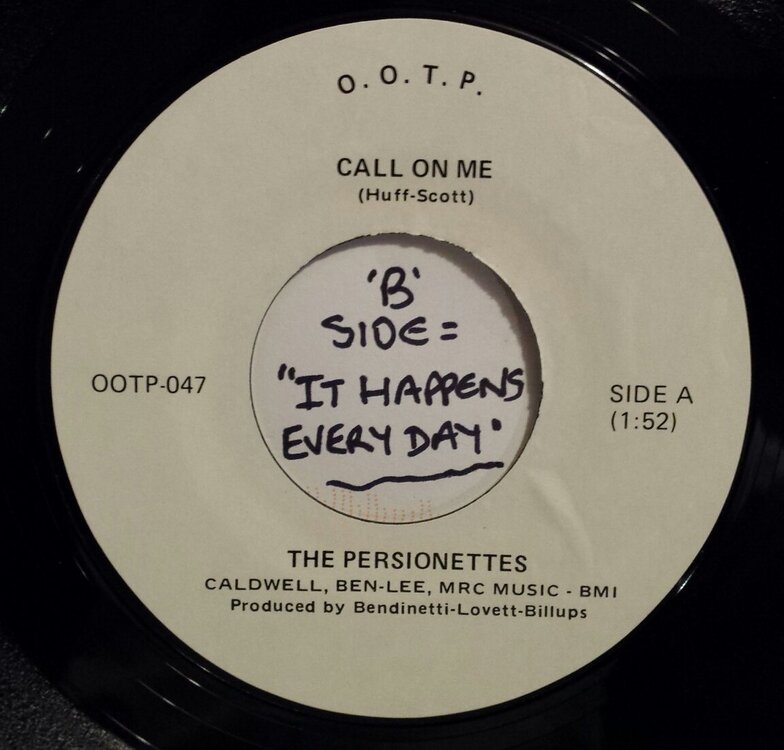 O. O. T. P.
CALL ON ME
(Huff-Scott)
'B'
SIDE =
"IT HAPPENS
EVERY DAY"
OOTP-047
SIDE A
(1:52)
THE PERSIONETTES
CALDWELL, BEN-LEE, MRC MUSIC - BMI
Produced by Bendinetti-Lovett-Billups